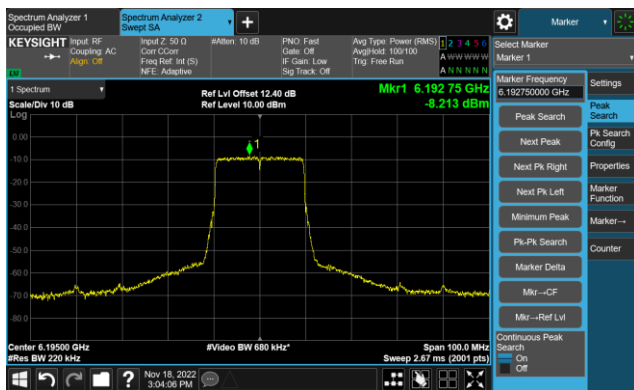 Spectrum Analyzer 1
Occupied BW
Spectrum Analyzer 2
Swept SA
Marker
KEYSIGHT
Input: RF
Coupling: AC
Align: Off
Input Z: 50 Ω
Corr CCorr
Freq Ref: Int (S)
NFE: Adaptive
#Atten: 10 dB
PNO: Fast
Gate: Off
IF Gain: Low
Sig Track: Off
Avg Type: Power (RMS)
Avg|Hold: 100/100
Trig: Free Run
1 2 3 4 5 6
A W W W W W
A N N N N N
LXI
Select Marker
Marker 1
1 Spectrum
Scale/Div 10 dB
Log
Ref Lvl Offset 12.40 dB
Ref Level 10.00 dBm
Mkr1 6.192 75 GHz
-8.213 dBm
1
0.00
-10.0
-20.0
-30.0
-40.0
-50.0
-60.0
-70.0
-80.0
Center 6.19500 GHz
#Res BW 220 kHz
#Video BW 680 kHz*
Span 100.0 MHz
Sweep 2.67 ms (2001 pts)
Marker Frequency
6.192750000 GHz
Peak Search
Next Peak
Next Pk Right
Next Pk Left
Minimum Peak
Pk-Pk Search
Marker Delta
Mkr→CF
Mkr→Ref Lvl
Continuous Peak
Search
On
Off
Settings
Peak
Search
Pk Search
Config
Properties
Marker
Function
Marker→
Counter
?
Nov 18, 2022
3:04:06 PM